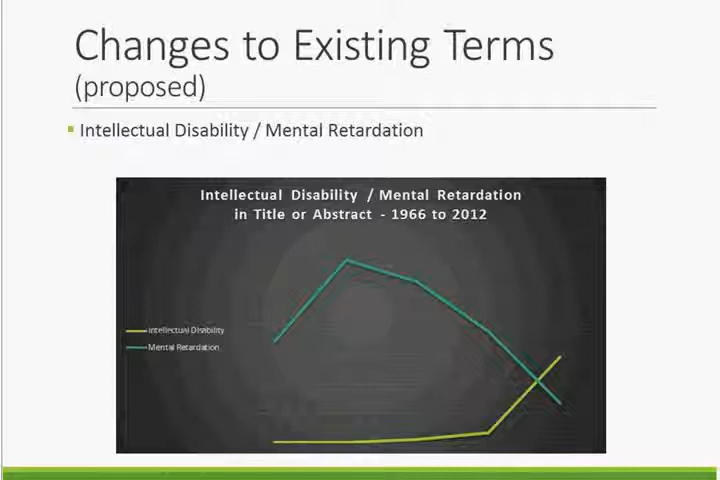 Changes to Existing Terms
(proposed)
Intellectual Disability / Mental Retardation
Intellectual Disability / Mental Retardation
in Title or Abstract - 1966 to 2012
Intellectual Disability
Mental Retardation